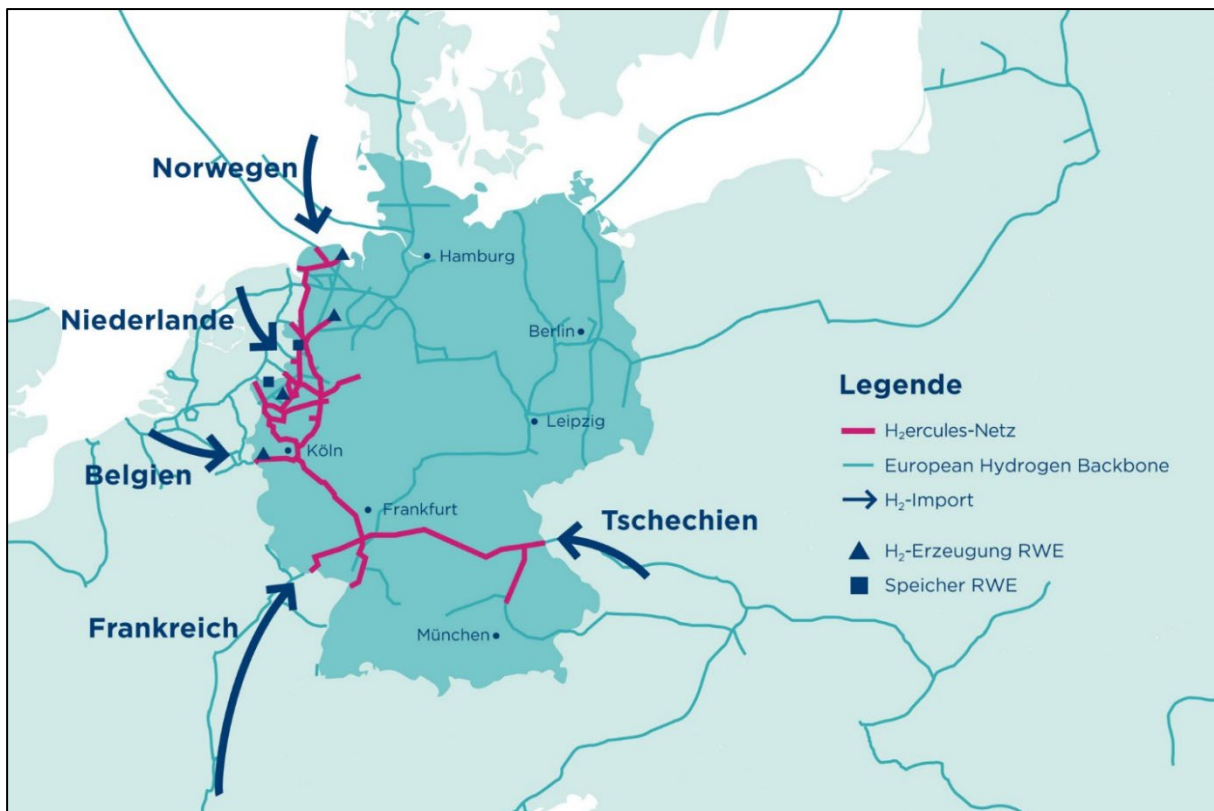 Norwegen
Hamburg
Niederlande
Berlin
Legende
H₂ercules-Netz
Leipzig
Köln
European Hydrogen Backbone
Belgien
H₂-Import
Frankfurt
Tschechien
H₂-Erzeugung RWE
Speicher RWE
Frankreich
München